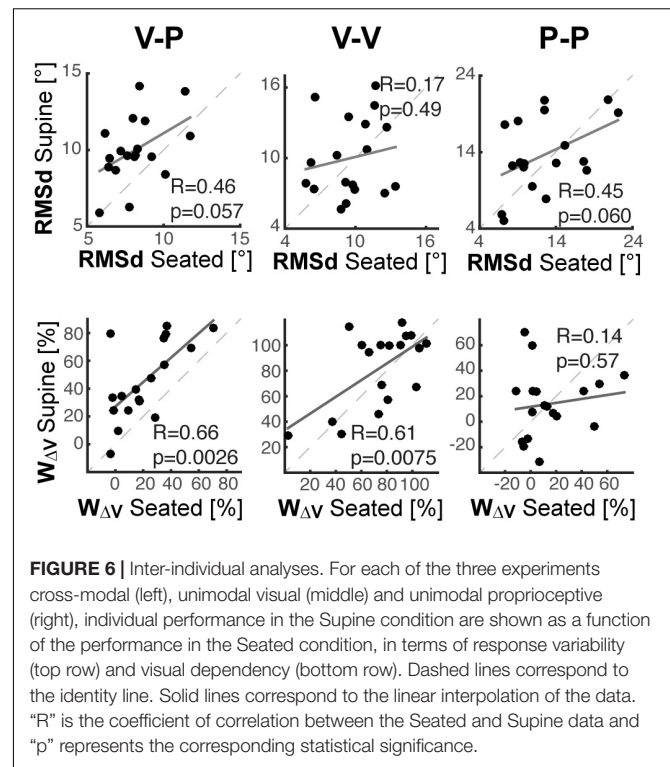 V-P V-V P-P
RMSd Supine [°]
15
10
5
R=0.46
p=0.057
5 10 15
RMSd Seated [°]
16
10
4
R=0.17
p=0.49
4 10 16
RMSd Seated [°]
24
14
4
R=0.45
p=0.060
4 14 24
RMSd Seated [°]
WΔV Supine [%]
80
60
40
20
0
R=0.66
p=0.0026
0 20 40 60 80
WΔV Seated [%]
100
80
60
40
20
R=0.61
p=0.0075
20 40 60 80 100
WΔV Seated [%]
60
40
20
0
-20
R=0.14
p=0.57
-20 0 20 40 60
WΔV Seated [%]
FIGURE 6 | Inter-individual analyses. For each of the three experiments
cross-modal (left), unimodal visual (middle) and unimodal proprioceptive
(right), individual performance in the Supine condition are shown as a function
of the performance in the Seated condition, in terms of response variability
(top row) and visual dependency (bottom row). Dashed lines correspond to
the identity line. Solid lines correspond to the linear interpolation of the data.
“R” is the coefficient of correlation between the Seated and Supine data and
“p” represents the corresponding statistical significance.